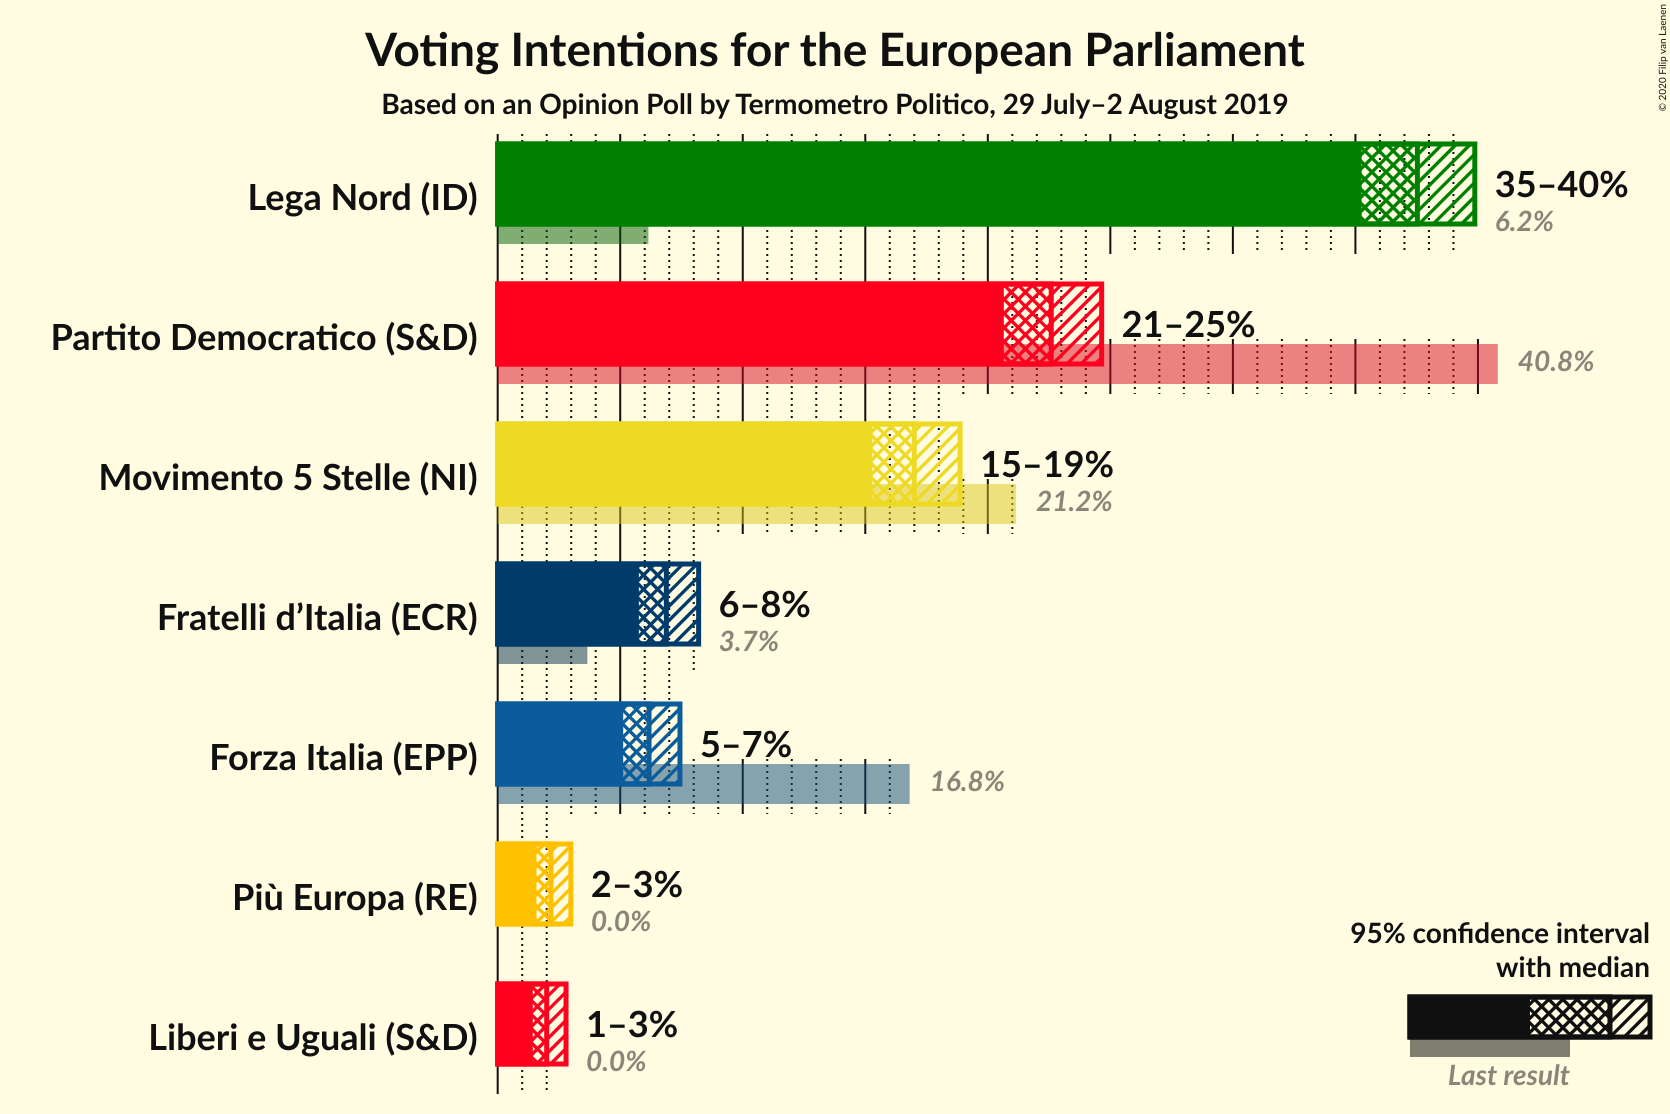 Voting Intentions for the European Parliament
Based on an Opinion Poll by Termometro Politico, 29 July–2 August 2019
© 2020 Filip van Laenen
Lega Nord (ID)
35–40%
6.2%
Partito Democratico (S&D)
21–25%
40.8%
Movimento 5 Stelle (NI)
15–19%
21.2%
Fratelli d’Italia (ECR)
6–8%
3.7%
Forza Italia (EPP)
5–7%
16.8%
Più Europa (RE)
2–3%
0.0%
Liberi e Uguali (S&D)
1–3%
0.0%
95% confidence interval
with median
Last result